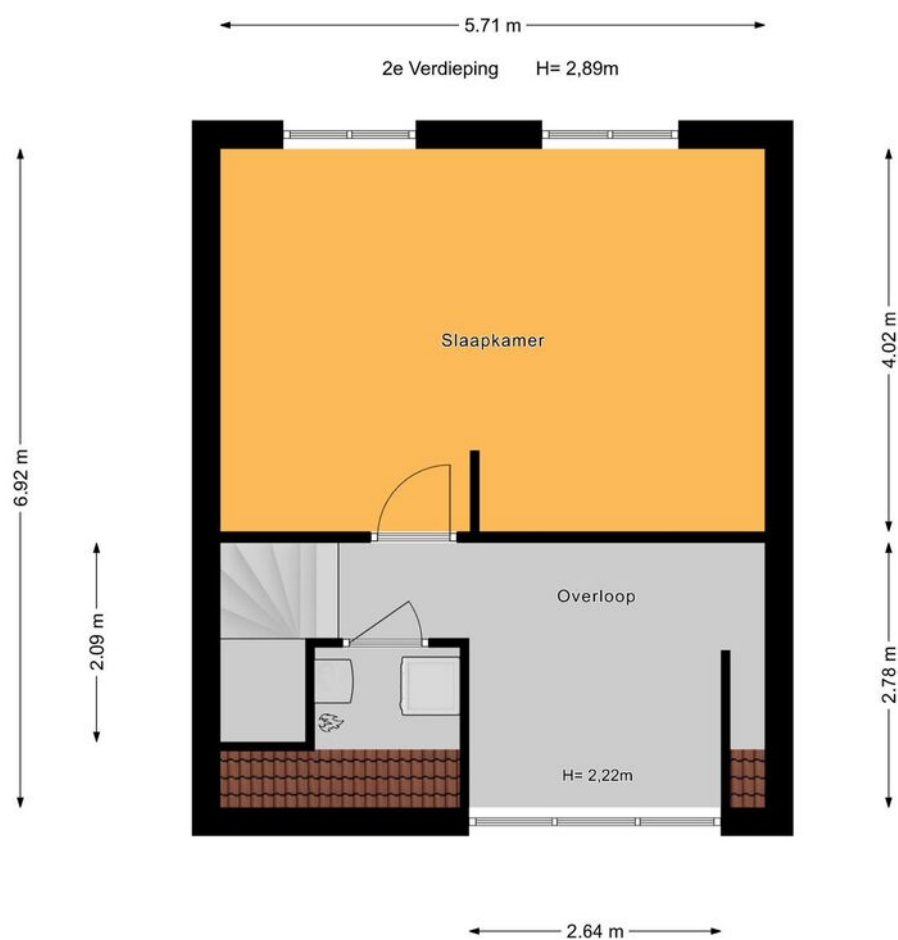 5.71 m
2e Verdieping H= 2,89m
4.02 m
Slaapkamer
6.92 m
Overloop
2.09 m
2.78 m
H= 2,22m
2.64 m